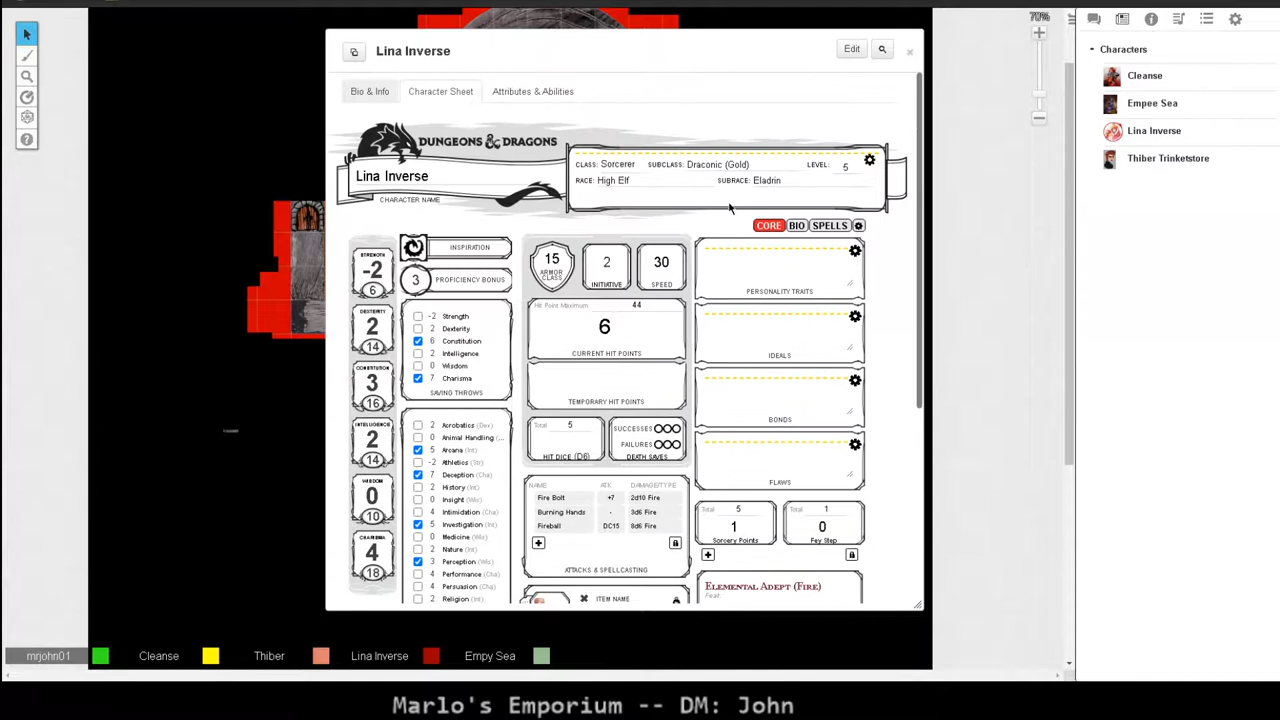 Lina Inverse
Edit
70%
Bio & Info
Character Sheet
Attributes & Abilities
DUNGEONS & DRAGONS
Lina Inverse
CHARACTER NAME
CLASS: Sorcerer SUBCLASS: Draconic (Gold) LEVEL: 5
RACE: High Elf SUBRACE: Eladrin
CORE BIO SPELLS
STRENGTH
-2
6
DEXTERITY
2
14
CONSTITUTION
3
16
INTELLIGENCE
2
14
WISDOM
0
10
CHARISMA
4
18
INSPIRATION
3 PROFICIENCY BONUS
-2 Strength
2 Dexterity
6 Constitution
2 Intelligence
0 Wisdom
7 Charisma
SAVING THROWS
2 Acrobatics (Dex)
0 Animal Handling (...
5 Arcana (Int)
-2 Athletics (Str)
7 Deception (Cha)
2 History (Int)
0 Insight (Wis)
4 Intimidation (Cha)
5 Investigation (Int)
0 Medicine (Wis)
2 Nature (Int)
3 Perception (Wis)
4 Performance (Cha)
4 Persuasion (Cha)
2 Religion (Int)
15
ARMOR
CLASS
2
INITIATIVE
30
SPEED
Hit Point Maximum 44
6
CURRENT HIT POINTS
TEMPORARY HIT POINTS
Total 5
HIT DICE (D6)
SUCCESSES
FAILURES
DEATH SAVES
NAME ATK DAMAGE/TYPE
Fire Bolt +7 2d10 Fire
Burning Hands - 3d6 Fire
Fireball DC15 8d6 Fire
ATTACKS & SPELLCASTING
ITEM NAME
PERSONALITY TRAITS
IDEALS
BONDS
FLAWS
Total 5
1
Sorcery Points
Total 1
0
Fey Step
ELEMENTAL ADEPT (FIRE)
Feat
Characters
Cleanse
Empee Sea
Lina Inverse
Thiber Trinketstore
mrjohn01 Cleanse Thiber Lina Inverse Empy Sea
Marlo's Emporium -- DM: John